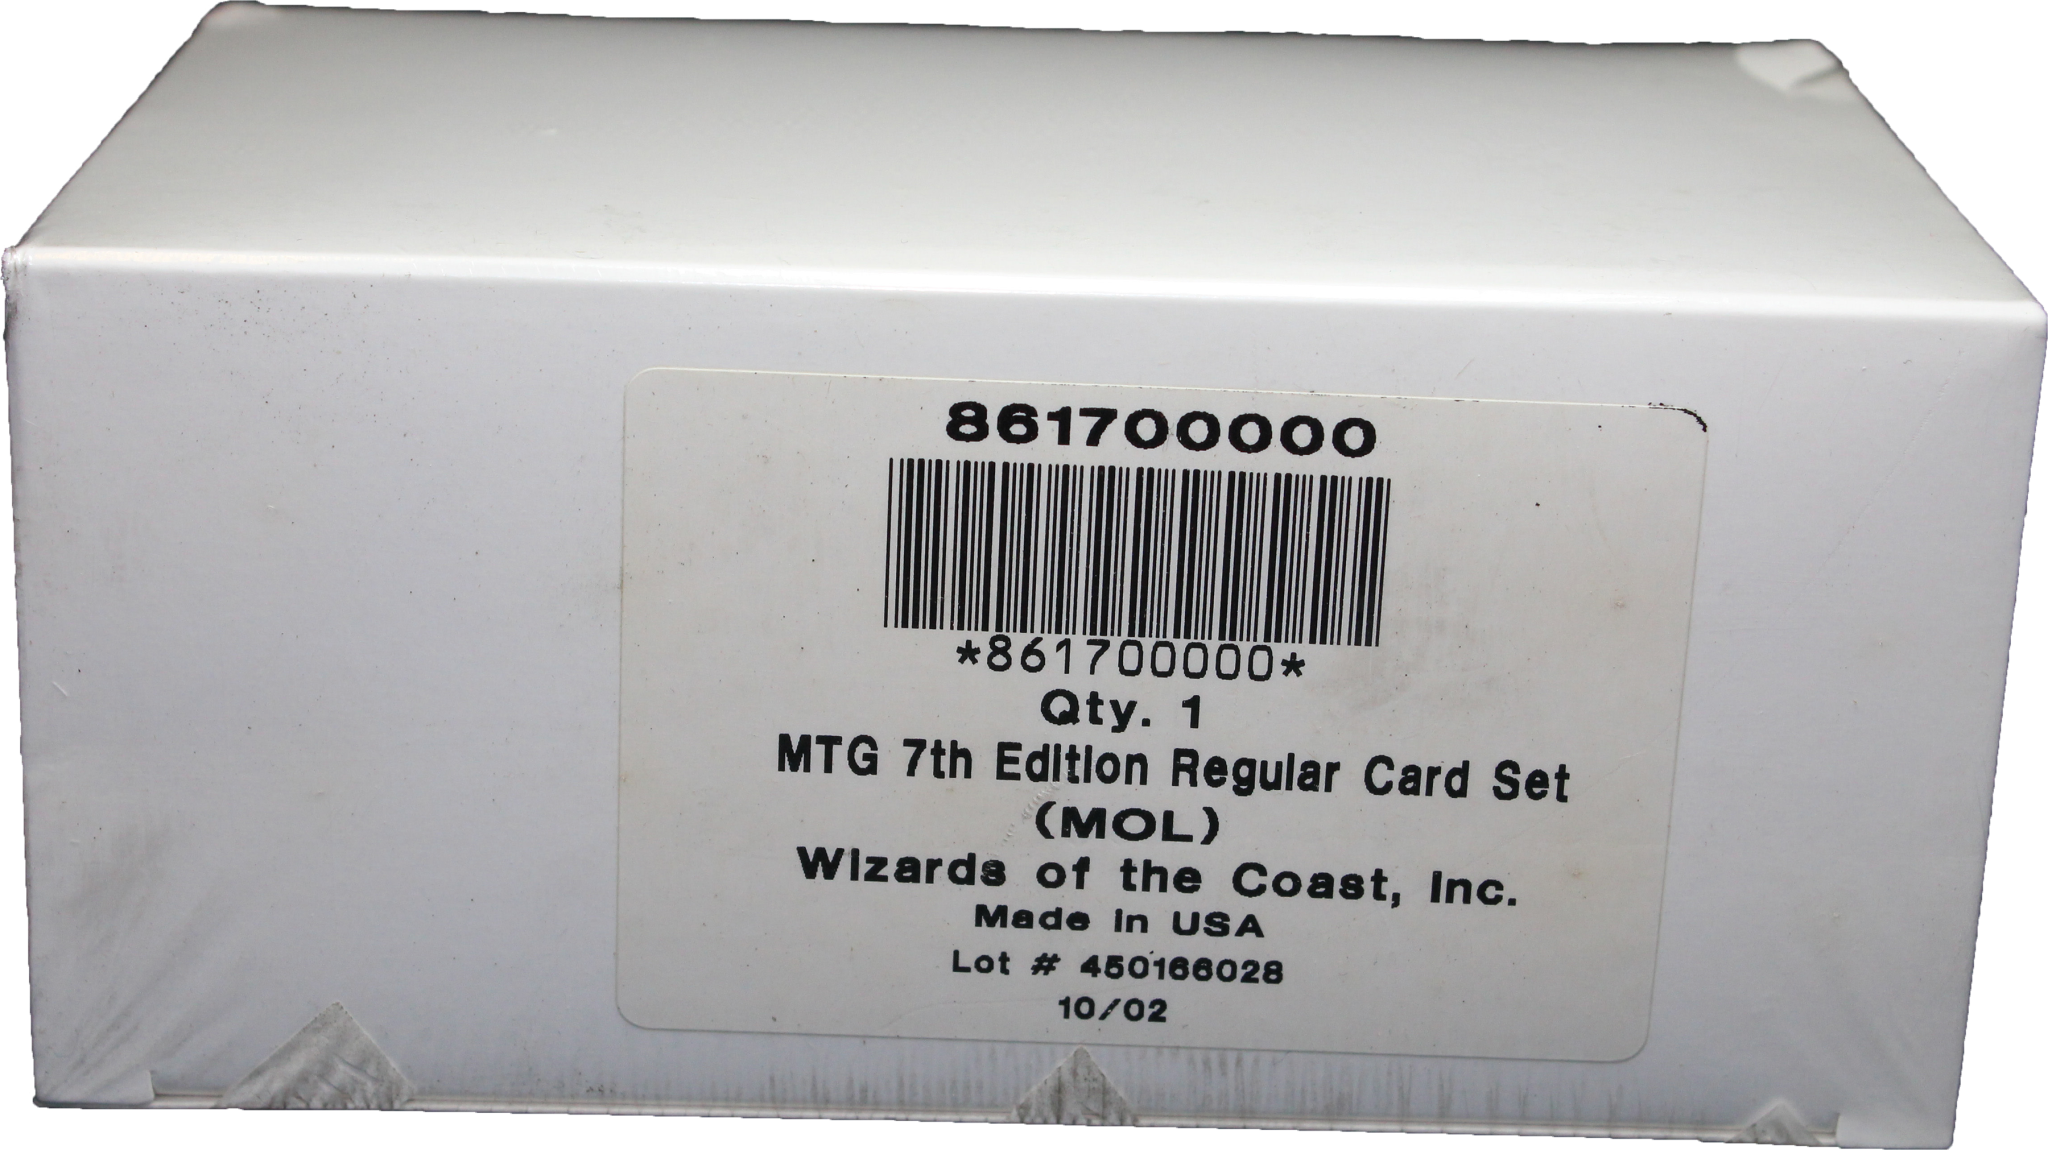 861700000
*861700000*
Qty. 1
MTG 7th Edition Regular Card Set
(MOL)
Wizards of the Coast, Inc.
Made in USA
Lot # 450166028
10/02